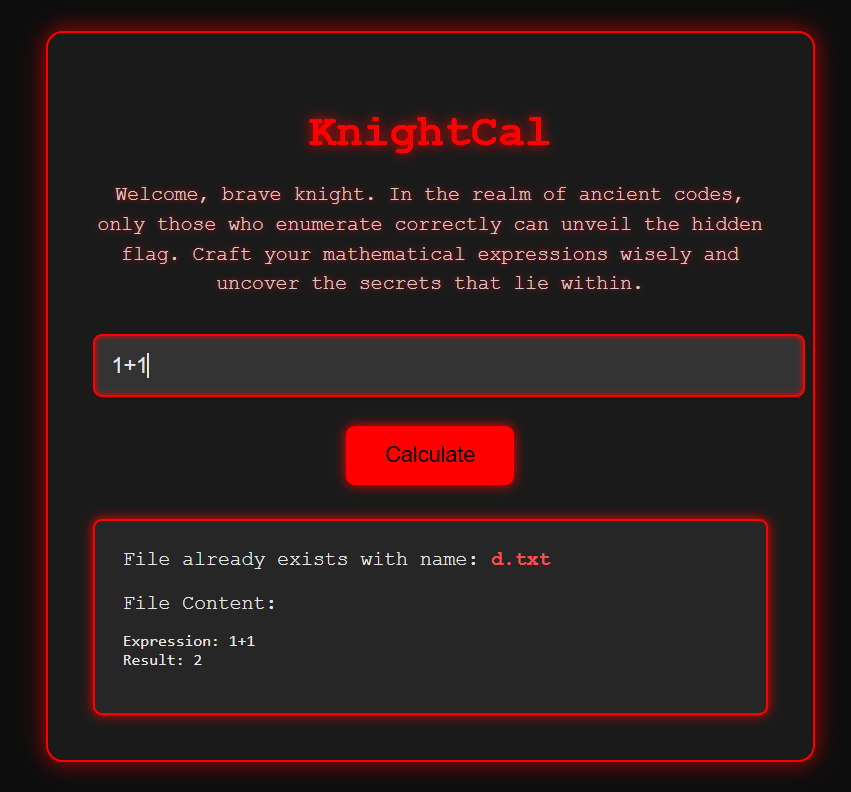 KnightCal
Welcome, brave knight. In the realm of ancient codes,
only those who enumerate correctly can unveil the hidden
flag. Craft your mathematical expressions wisely and
uncover the secrets that lie within.
1+1
Calculate
File already exists with name: d.txt
File Content:
Expression: 1+1
Result: 2